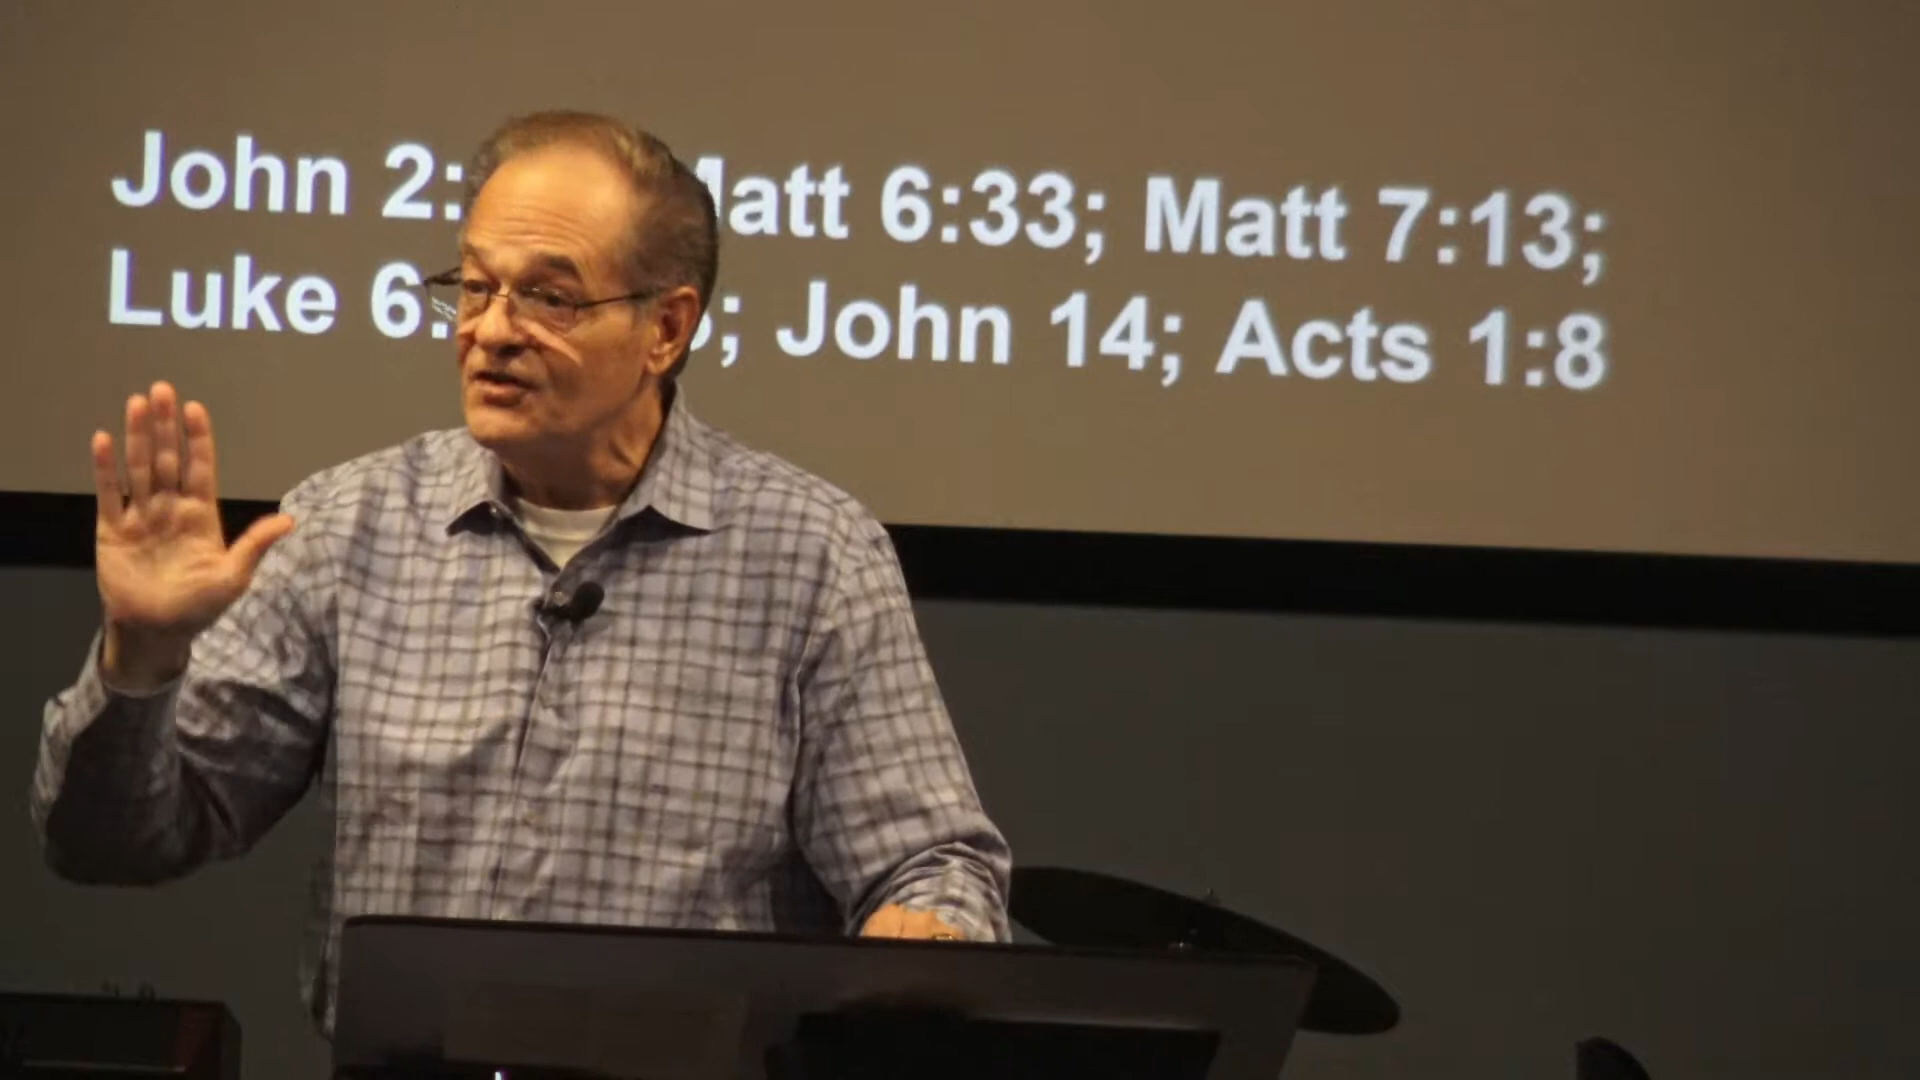 John 2: Matt 6:33; Matt 7:13;
Luke 6: ; John 14; Acts 1:8